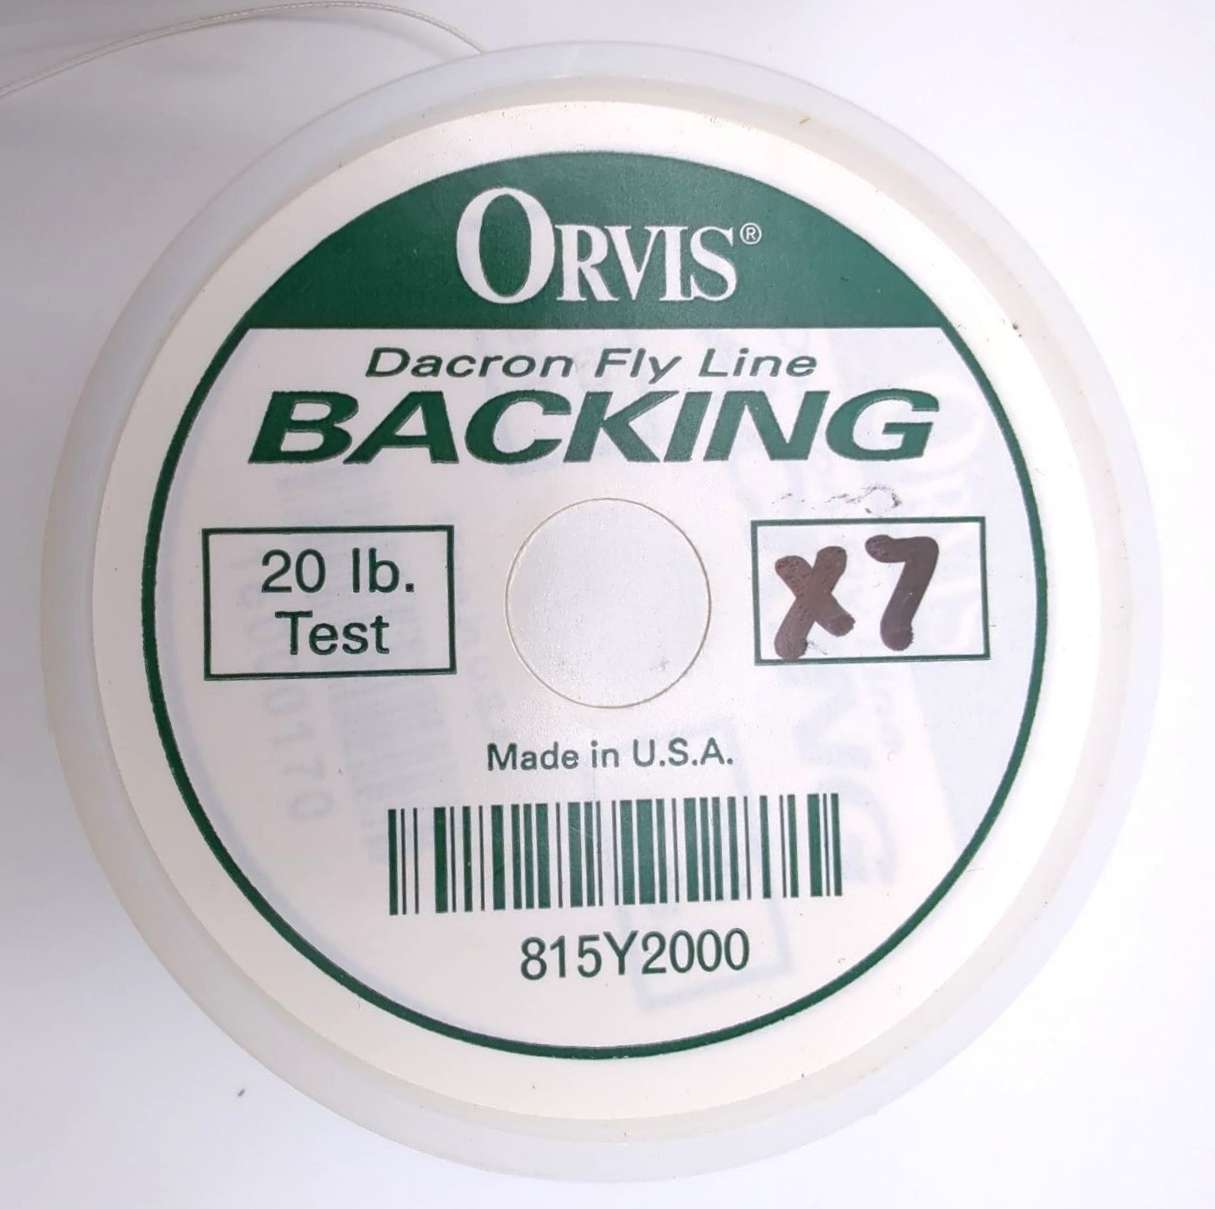 ORVIS®
Dacron Fly Line
BACKING
20 lb.
Test
X7
Made in U.S.A.
815Y2000